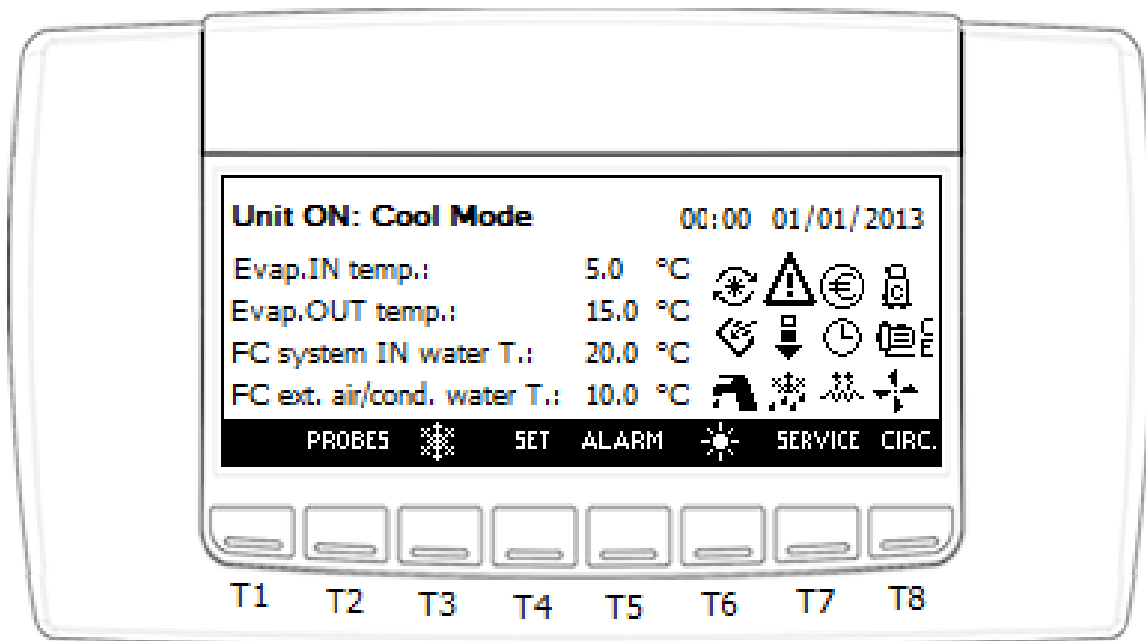 Unit ON: Cool Mode 00:00 01/01/2013
Evap.IN temp.: 5.0 °C
Evap.OUT temp.: 15.0 °C
FC system IN water T.: 20.0 °C
FC ext. air/cond. water T.: 10.0 °C
PROBES SET ALARM SERVICE CIRC.
T1 T2 T3 T4 T5 T6 T7 T8